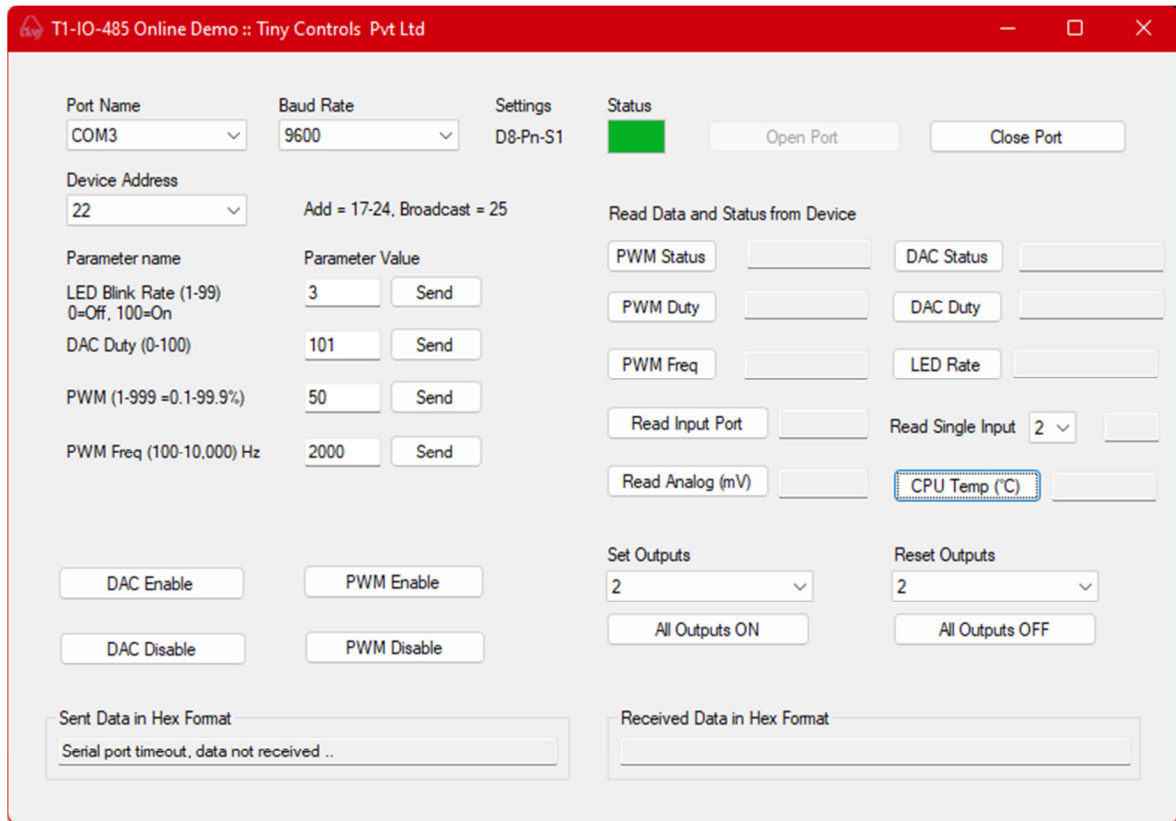 T1-IO-485 Online Demo :: Tiny Controls Pvt Ltd
Port Name
Baud Rate
Settings
Status
COM3
9600
D8-Pn-S1
Open Port
Close Port
Device Address
22
Add = 17-24, Broadcast = 25
Read Data and Status from Device
Parameter name
Parameter Value
PWM Status
DAC Status
LED Blink Rate (1-99)
0=Off, 100=On
3
Send
PWM Duty
DAC Duty
DAC Duty (0-100)
101
Send
PWM Freq
LED Rate
PWM (1-999 =0.1-99.9%)
50
Send
Read Input Port
Read Single Input
2
PWM Freq (100-10,000) Hz
2000
Send
Read Analog (mV)
CPU Temp (°C)
Set Outputs
Reset Outputs
DAC Enable
PWM Enable
2
2
All Outputs ON
All Outputs OFF
DAC Disable
PWM Disable
Sent Data in Hex Format
Received Data in Hex Format
Serial port timeout, data not received ..